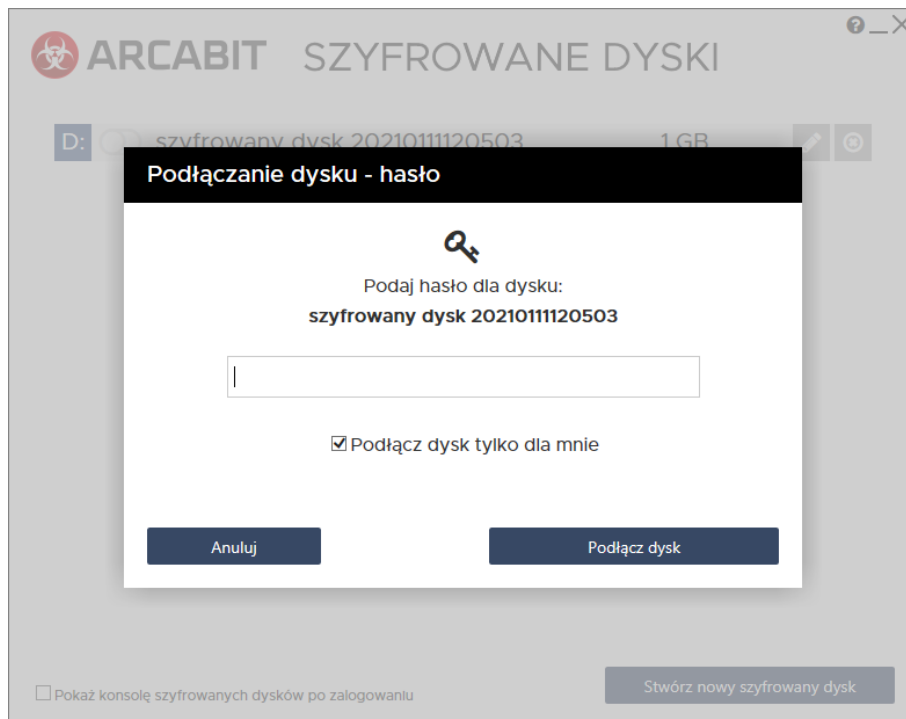 ARCABIT SZYFROWANE DYSKI
D: szyfrowany dysk 20210111120503 1 GB
Podłączanie dysku - hasło
Podaj hasło dla dysku:
szyfrowany dysk 20210111120503
Podłącz dysk tylko dla mnie
Anuluj Podłącz dysk
Pokaż konsolę szyfrowanych dysków po zalogowaniu
Stwórz nowy szyfrowany dysk